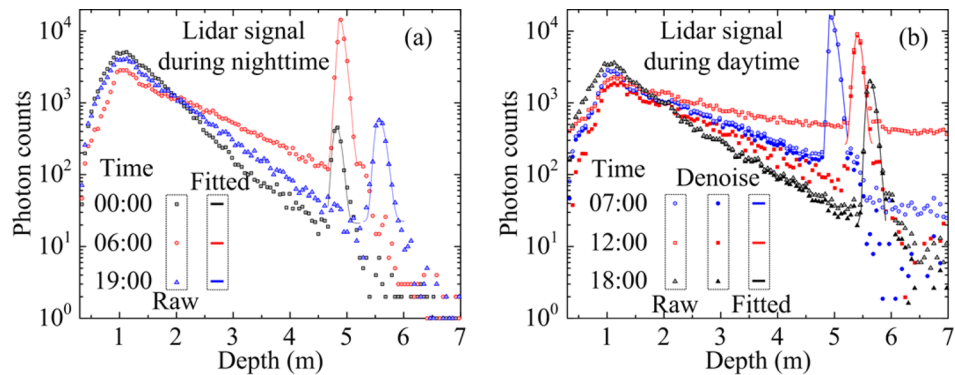 (a)
Lidar signal
during nighttime
Photon counts
10^4
10^3
10^2
10^1
10^0
Time
Fitted
00:00
06:00
19:00
Raw
1 2 3 4 5 6 7
Depth (m)
(b)
Lidar signal
during daytime
Photon counts
10^4
10^3
10^2
10^1
10^0
Time
Denoise
07:00
12:00
18:00
Raw
Fitted
1 2 3 4 5 6 7
Depth (m)